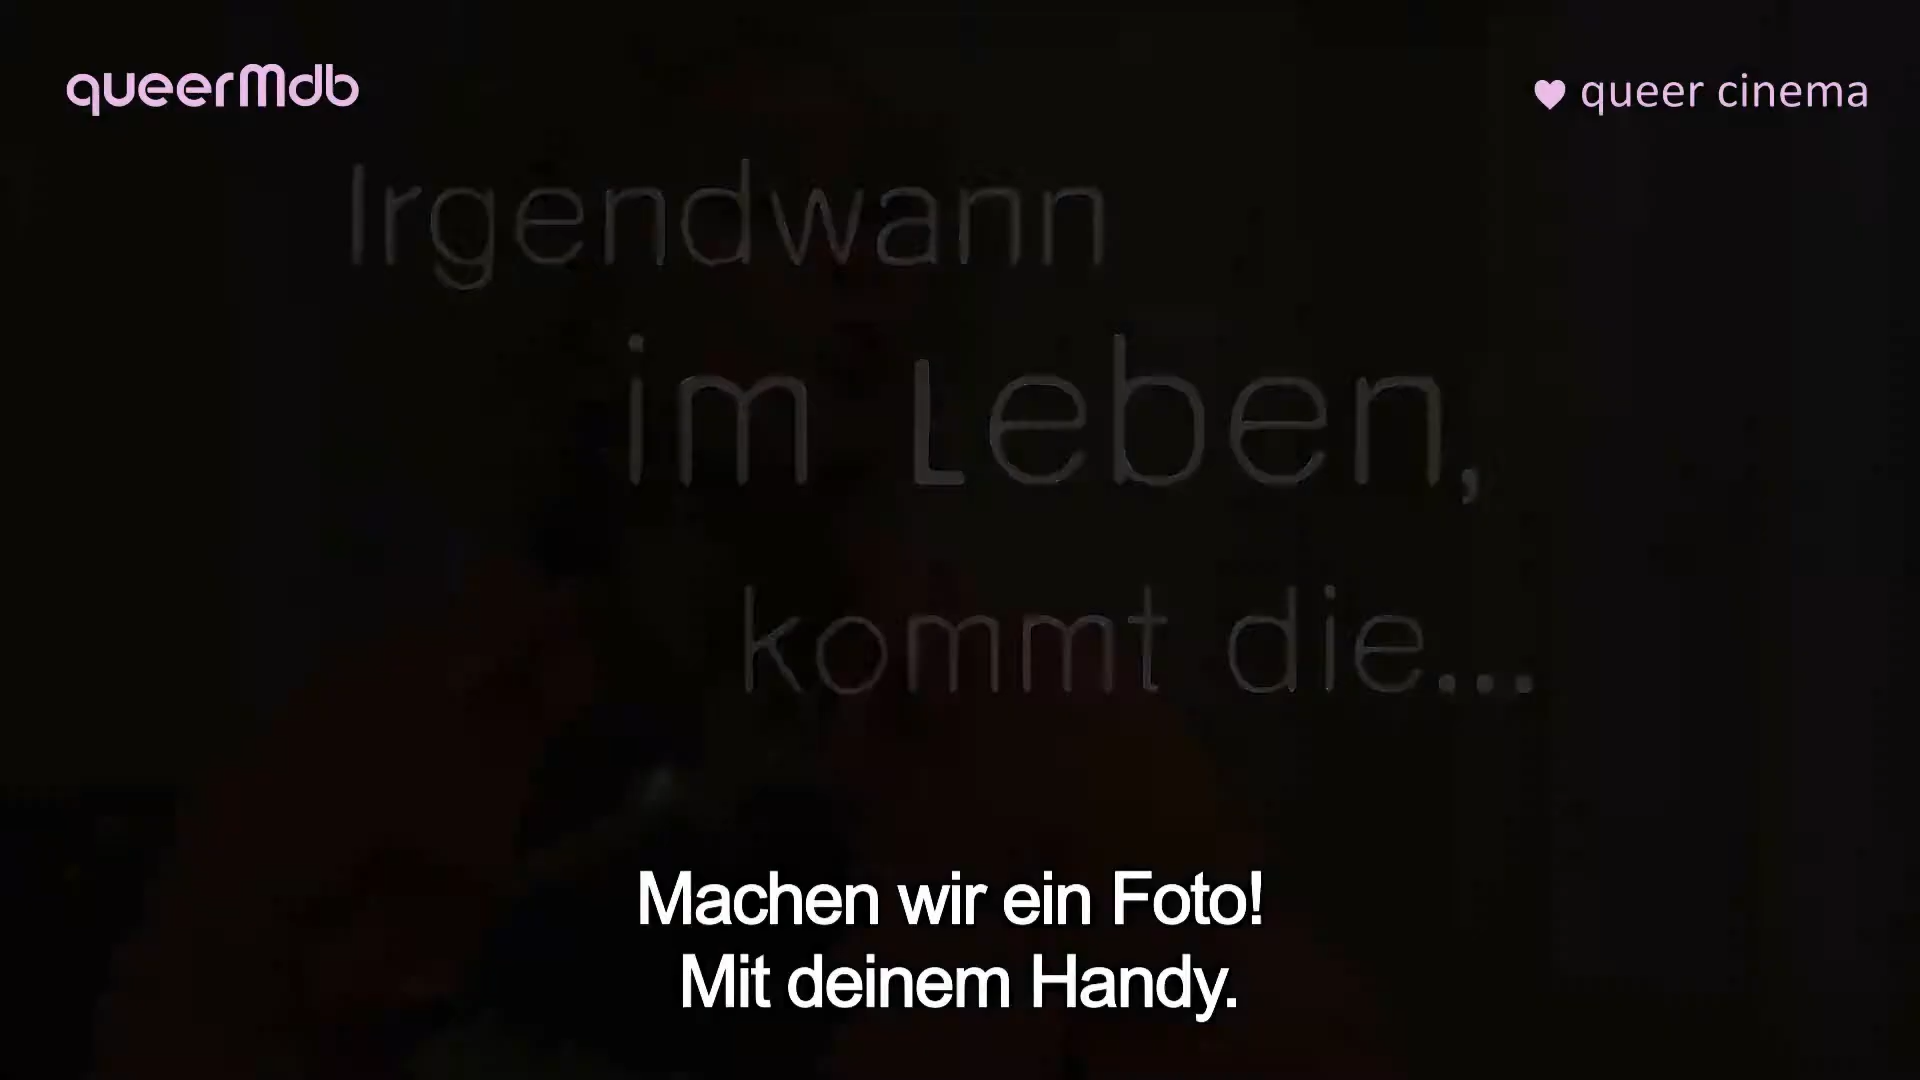 queerMdb
queer cinema
Irgendwann
im Leben,
kommt die...
Machen wir ein Foto!
Mit deinem Handy.